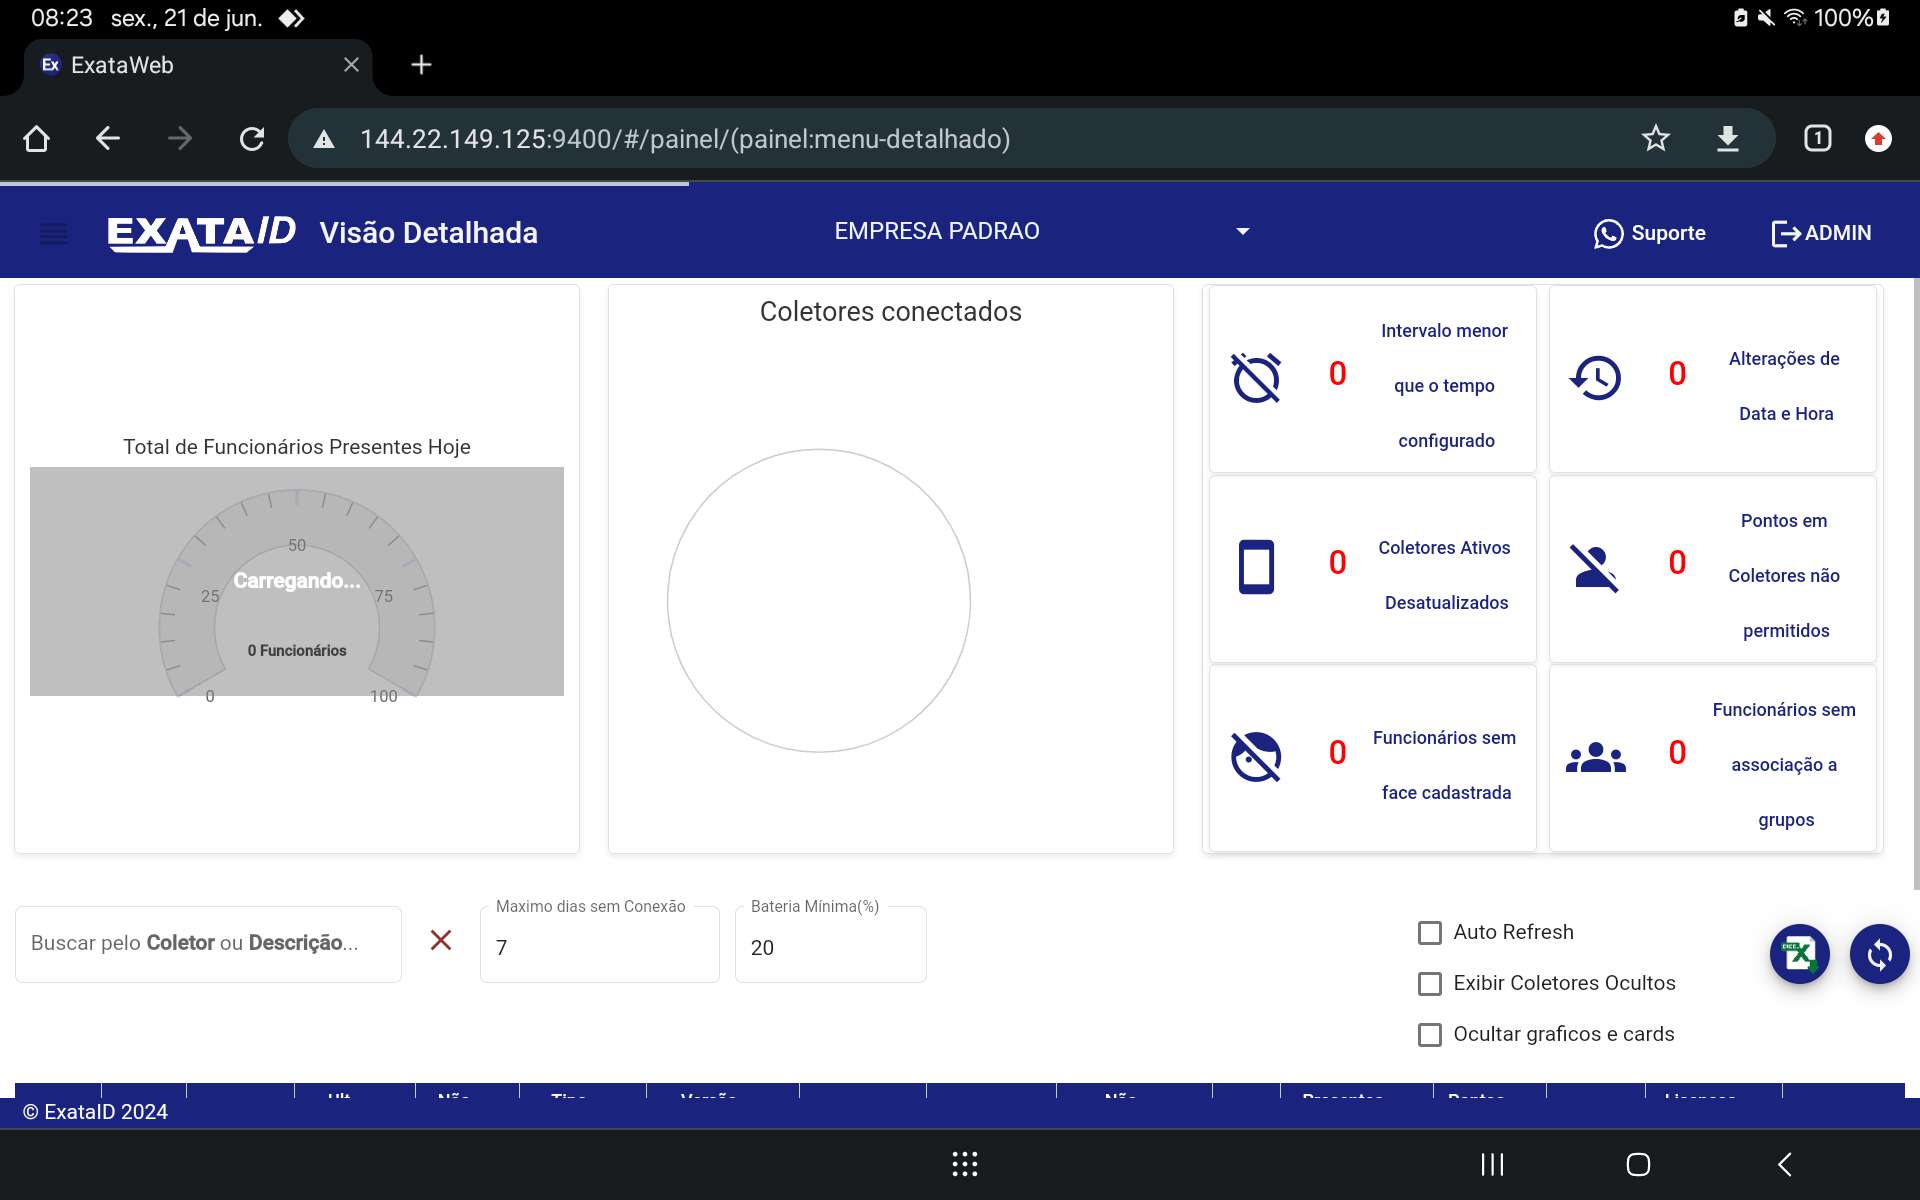 08:23 sex., 21 de jun.
100%
Ex ExataWeb
144.22.149.125:9400/#/painel/(painel:menu-detalhado)
1
EXATAID Visão Detalhada
EMPRESA PADRAO
Suporte
ADMIN
Total de Funcionários Presentes Hoje
50
Carregando...
25
75
0 Funcionários
0
100
Coletores conectados
0
Intervalo menor
que o tempo
configurado
0
Alterações de
Data e Hora
0
Coletores Ativos
Desatualizados
0
Pontos em
Coletores não
permitidos
0
Funcionários sem
face cadastrada
0
Funcionários sem
associação a
grupos
Buscar pelo Coletor ou Descrição...
Maximo dias sem Conexão
7
Bateria Mínima(%)
20
Auto Refresh
Exibir Coletores Ocultos
Ocultar graficos e cards
© ExataID 2024